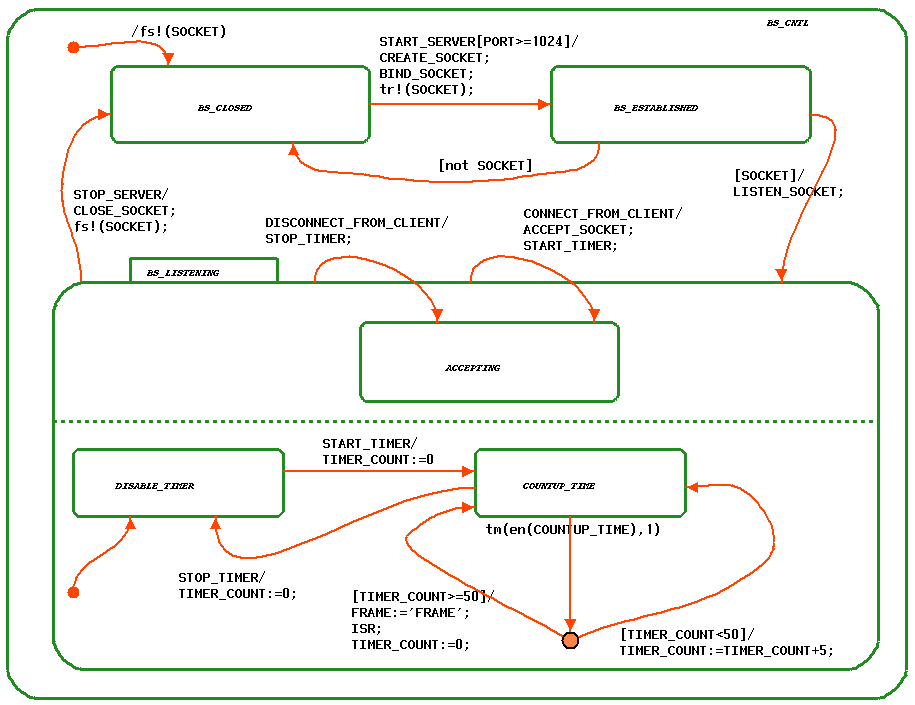 BS_CNTL
/fs!(SOCKET)
START_SERVER[PORT>=1024]/
CREATE_SOCKET;
BIND_SOCKET;
tr!(SOCKET);
BS_CLOSED
BS_ESTABLISHED
[not SOCKET]
[SOCKET]/
LISTEN_SOCKET;
STOP_SERVER/
CLOSE_SOCKET;
fs!(SOCKET);
DISCONNECT_FROM_CLIENT/
STOP_TIMER;
CONNECT_FROM_CLIENT/
ACCEPT_SOCKET;
START_TIMER;
BS_LISTENING
ACCEPTING
START_TIMER/
TIMER_COUNT:=0
DISABLE_TIMER
COUNTUP_TIME
tm(en(COUNTUP_TIME),1)
STOP_TIMER/
TIMER_COUNT:=0;
[TIMER_COUNT>=50]/
FRAME:='FRAME';
ISR;
TIMER_COUNT:=0;
[TIMER_COUNT<50]/
TIMER_COUNT:=TIMER_COUNT+5;